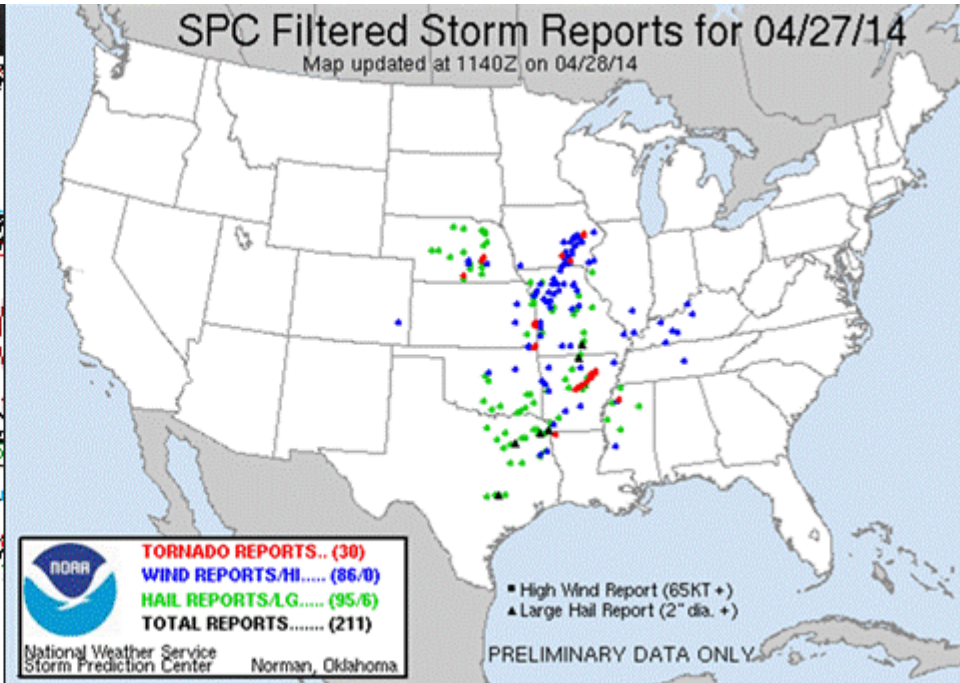 SPC Filtered Storm Reports for 04/27/14
Map updated at 1140Z on 04/28/14
NOAA
TORNADO REPORTS.. (30)
WIND REPORTS/HI..... (86/0)
HAIL REPORTS/LG..... (95/6)
TOTAL REPORTS....... (211)
National Weather Service
Storm Prediction Center Norman, Oklahoma
High Wind Report (65KT +)
Large Hail Report (2" dia. +)
PRELIMINARY DATA ONLY.